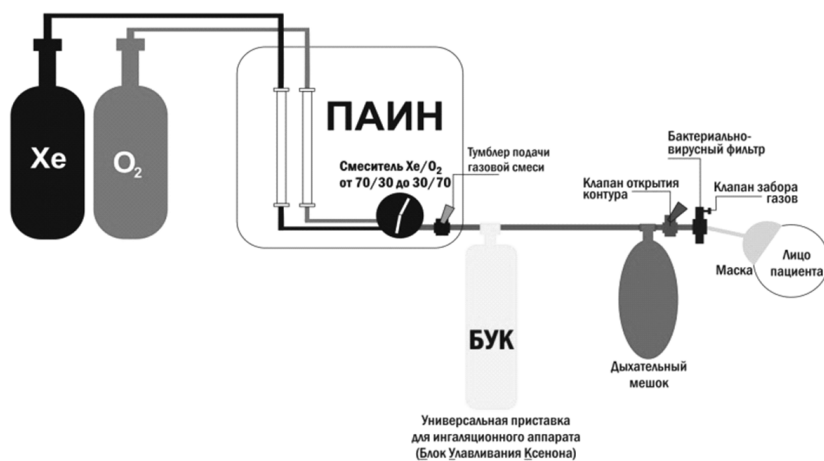 Xe
O2
ПАИН
Смеситель Xe/O2
от 70/30 до 30/70
Тумблер подачи
газовой смеси
Бактериально-
вирусный фильтр
Клапан открытия
контура
Клапан забора
газов
Маска
Лицо
пациента
БУК
Дыхательный
мешок
Универсальная приставка
для ингаляционного аппарата
(Блок Улавливания Ксенона)